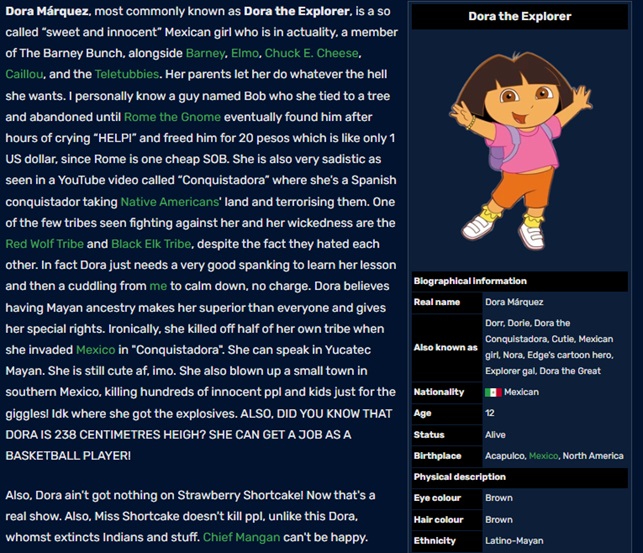 Dora Márquez, most commonly known as Dora the Explorer, is a so
called “sweet and innocent” Mexican girl who is in actuality, a member
of The Barney Bunch, alongside Barney, Elmo, Chuck E. Cheese,
Caillou, and the Teletubbies. Her parents let her do whatever the hell
she wants. I personally know a guy named Bob who she tied to a tree
and abandoned until Rome the Gnome eventually found him after
hours of crying “HELP!” and freed him for 20 pesos which is like only 1
US dollar, since Rome is one cheap SOB. She is also very sadistic as
seen in a YouTube video called “Conquistadora” where she's a Spanish
conquistador taking Native Americans' land and terrorising them. One
of the few tribes seen fighting against her and her wickedness are the
Red Wolf Tribe and Black Elk Tribe, despite the fact they hated each
other. In fact Dora just needs a very good spanking to learn her lesson
and then a cuddling from me to calm down, no charge. Dora believes
having Mayan ancestry makes her superior than everyone and gives
her special rights. Ironically, she killed off half of her own tribe when
she invaded Mexico in "Conquistadora". She can speak in Yucatec
Mayan. She is still cute af, imo. She also blown up a small town in
southern Mexico, killing hundreds of innocent ppl and kids just for the
giggles! Idk where she got the explosives. ALSO, DID YOU KNOW THAT
DORA IS 238 CENTIMETRES HEIGH? SHE CAN GET A JOB AS A
BASKETBALL PLAYER!
Also, Dora ain't got nothing on Strawberry Shortcake! Now that's a
real show. Also, Miss Shortcake doesn't kill ppl, unlike this Dora,
whomst extincts Indians and stuff. Chief Mangan can't be happy.
Dora the Explorer
Biographical information
Real name Dora Márquez
Also known as Dorr, Dorie, Dora the
Conquistadora, Cutie, Mexican
girl, Nora, Edge's cartoon hero,
Explorer gal, Dora the Great
Nationality Mexican
Age 12
Status Alive
Birthplace Acapulco, Mexico, North America
Physical description
Eye colour Brown
Hair colour Brown
Ethnicity Latino-Mayan